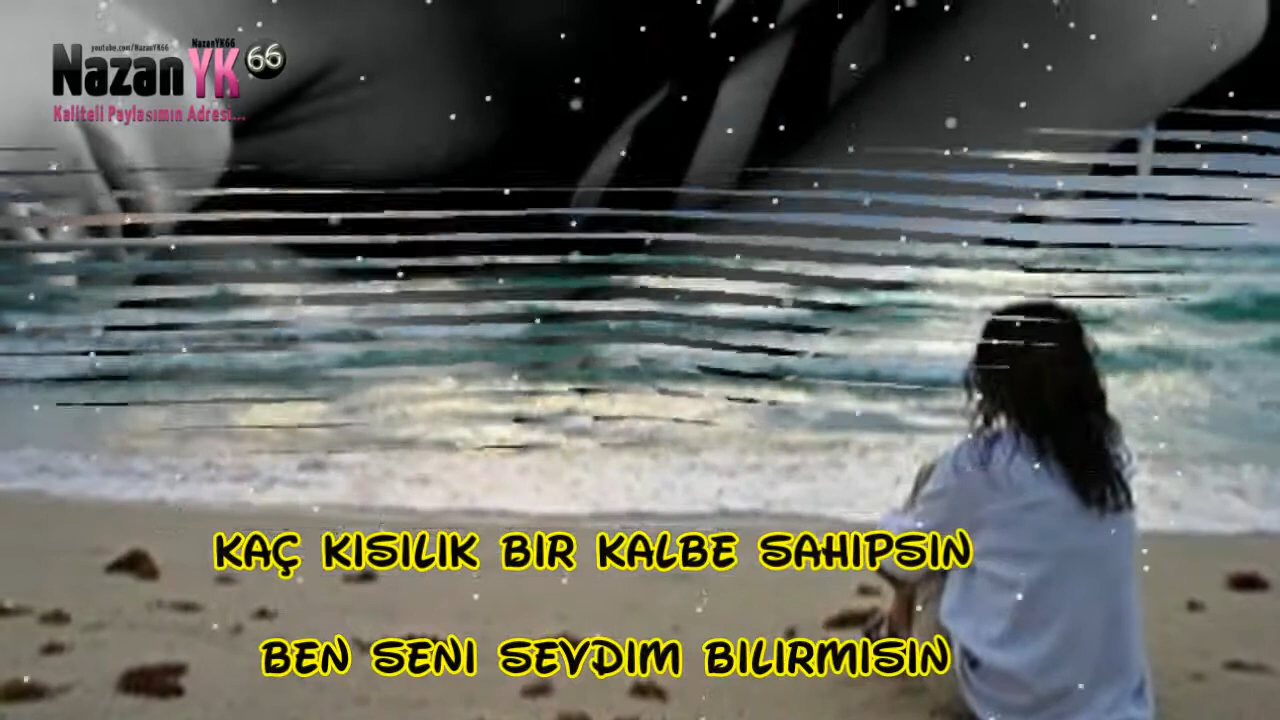 youtube.com/NazanYK66
NazanYK66
Nazan YK 66
Kaliteli Paylaşımın Adresi...
KAÇ KISILIK BIR KALBE SAHIPSIN
BEN SENI SEVDIM BILIRMISIN